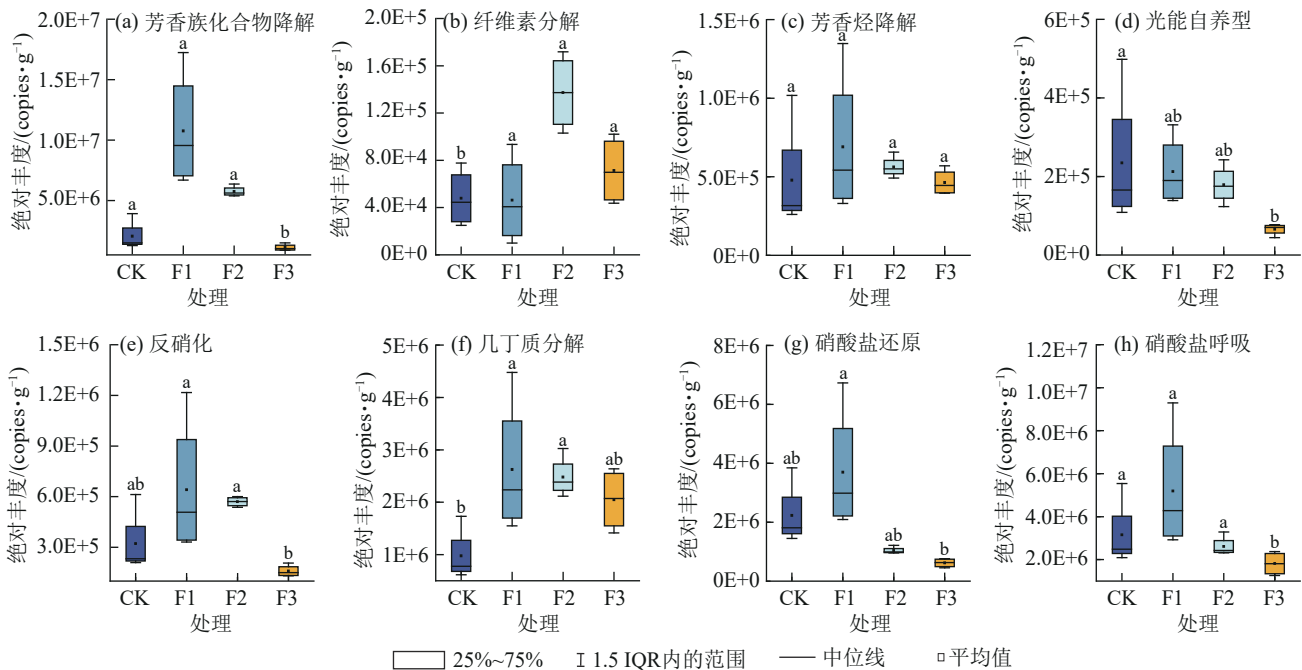 (a) 芳香族化合物降解
绝对丰度/(copies•g⁻¹)
2.0E+7
1.5E+7
1.0E+7
5.0E+6
a
a
a
b
CK F1 F2 F3
处理
(b) 纤维素分解
绝对丰度/(copies•g⁻¹)
2.0E+5
1.6E+5
1.2E+5
8.0E+4
4.0E+4
0.0E+0
b
a
a
a
CK F1 F2 F3
处理
(c) 芳香烃降解
绝对丰度/(copies•g⁻¹)
1.5E+6
1.0E+6
5.0E+5
0.0E+0
a
a
a
a
CK F1 F2 F3
处理
(d) 光能自养型
绝对丰度/(copies•g⁻¹)
6E+5
4E+5
2E+5
0E+0
a
ab
ab
b
CK F1 F2 F3
处理
(e) 反硝化
绝对丰度/(copies•g⁻¹)
1.5E+6
1.2E+6
9.0E+5
6.0E+5
3.0E+5
ab
a
a
b
CK F1 F2 F3
处理
(f) 几丁质分解
绝对丰度/(copies•g⁻¹)
5E+6
4E+6
3E+6
2E+6
1E+6
b
a
a
ab
CK F1 F2 F3
处理
(g) 硝酸盐还原
绝对丰度/(copies•g⁻¹)
8E+6
6E+6
4E+6
2E+6
0E+0
ab
a
ab
b
CK F1 F2 F3
处理
(h) 硝酸盐呼吸
绝对丰度/(copies•g⁻¹)
1.2E+7
1.0E+7
8.0E+6
6.0E+6
4.0E+6
2.0E+6
a
a
a
b
CK F1 F2 F3
处理
25%~75% 1.5 IQR内的范围 中位线 平均值